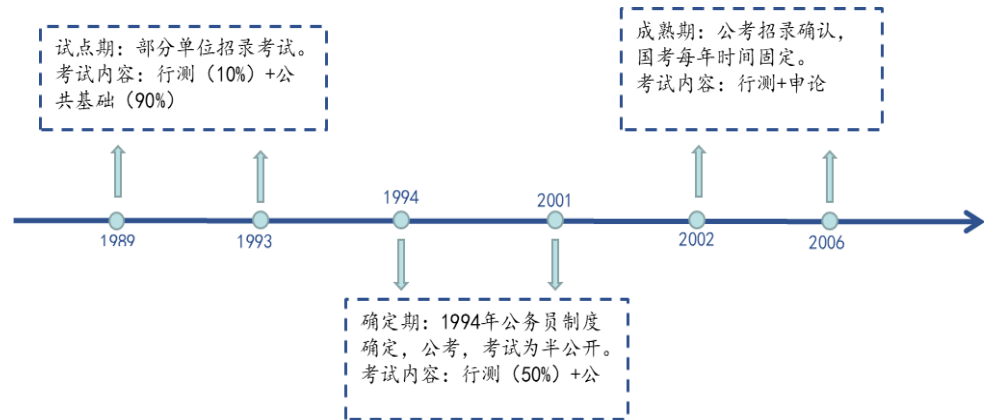 试点期：部分单位招录考试。
考试内容：行测（10%）+公
共基础（90%）
成熟期：公考招录确认，
国考每年时间固定。
考试内容：行测+申论
1994
2001
1989
1993
2002
2006
确定期：1994年公务员制度
确定，公考，考试为半公开。
考试内容：行测（50%）+公